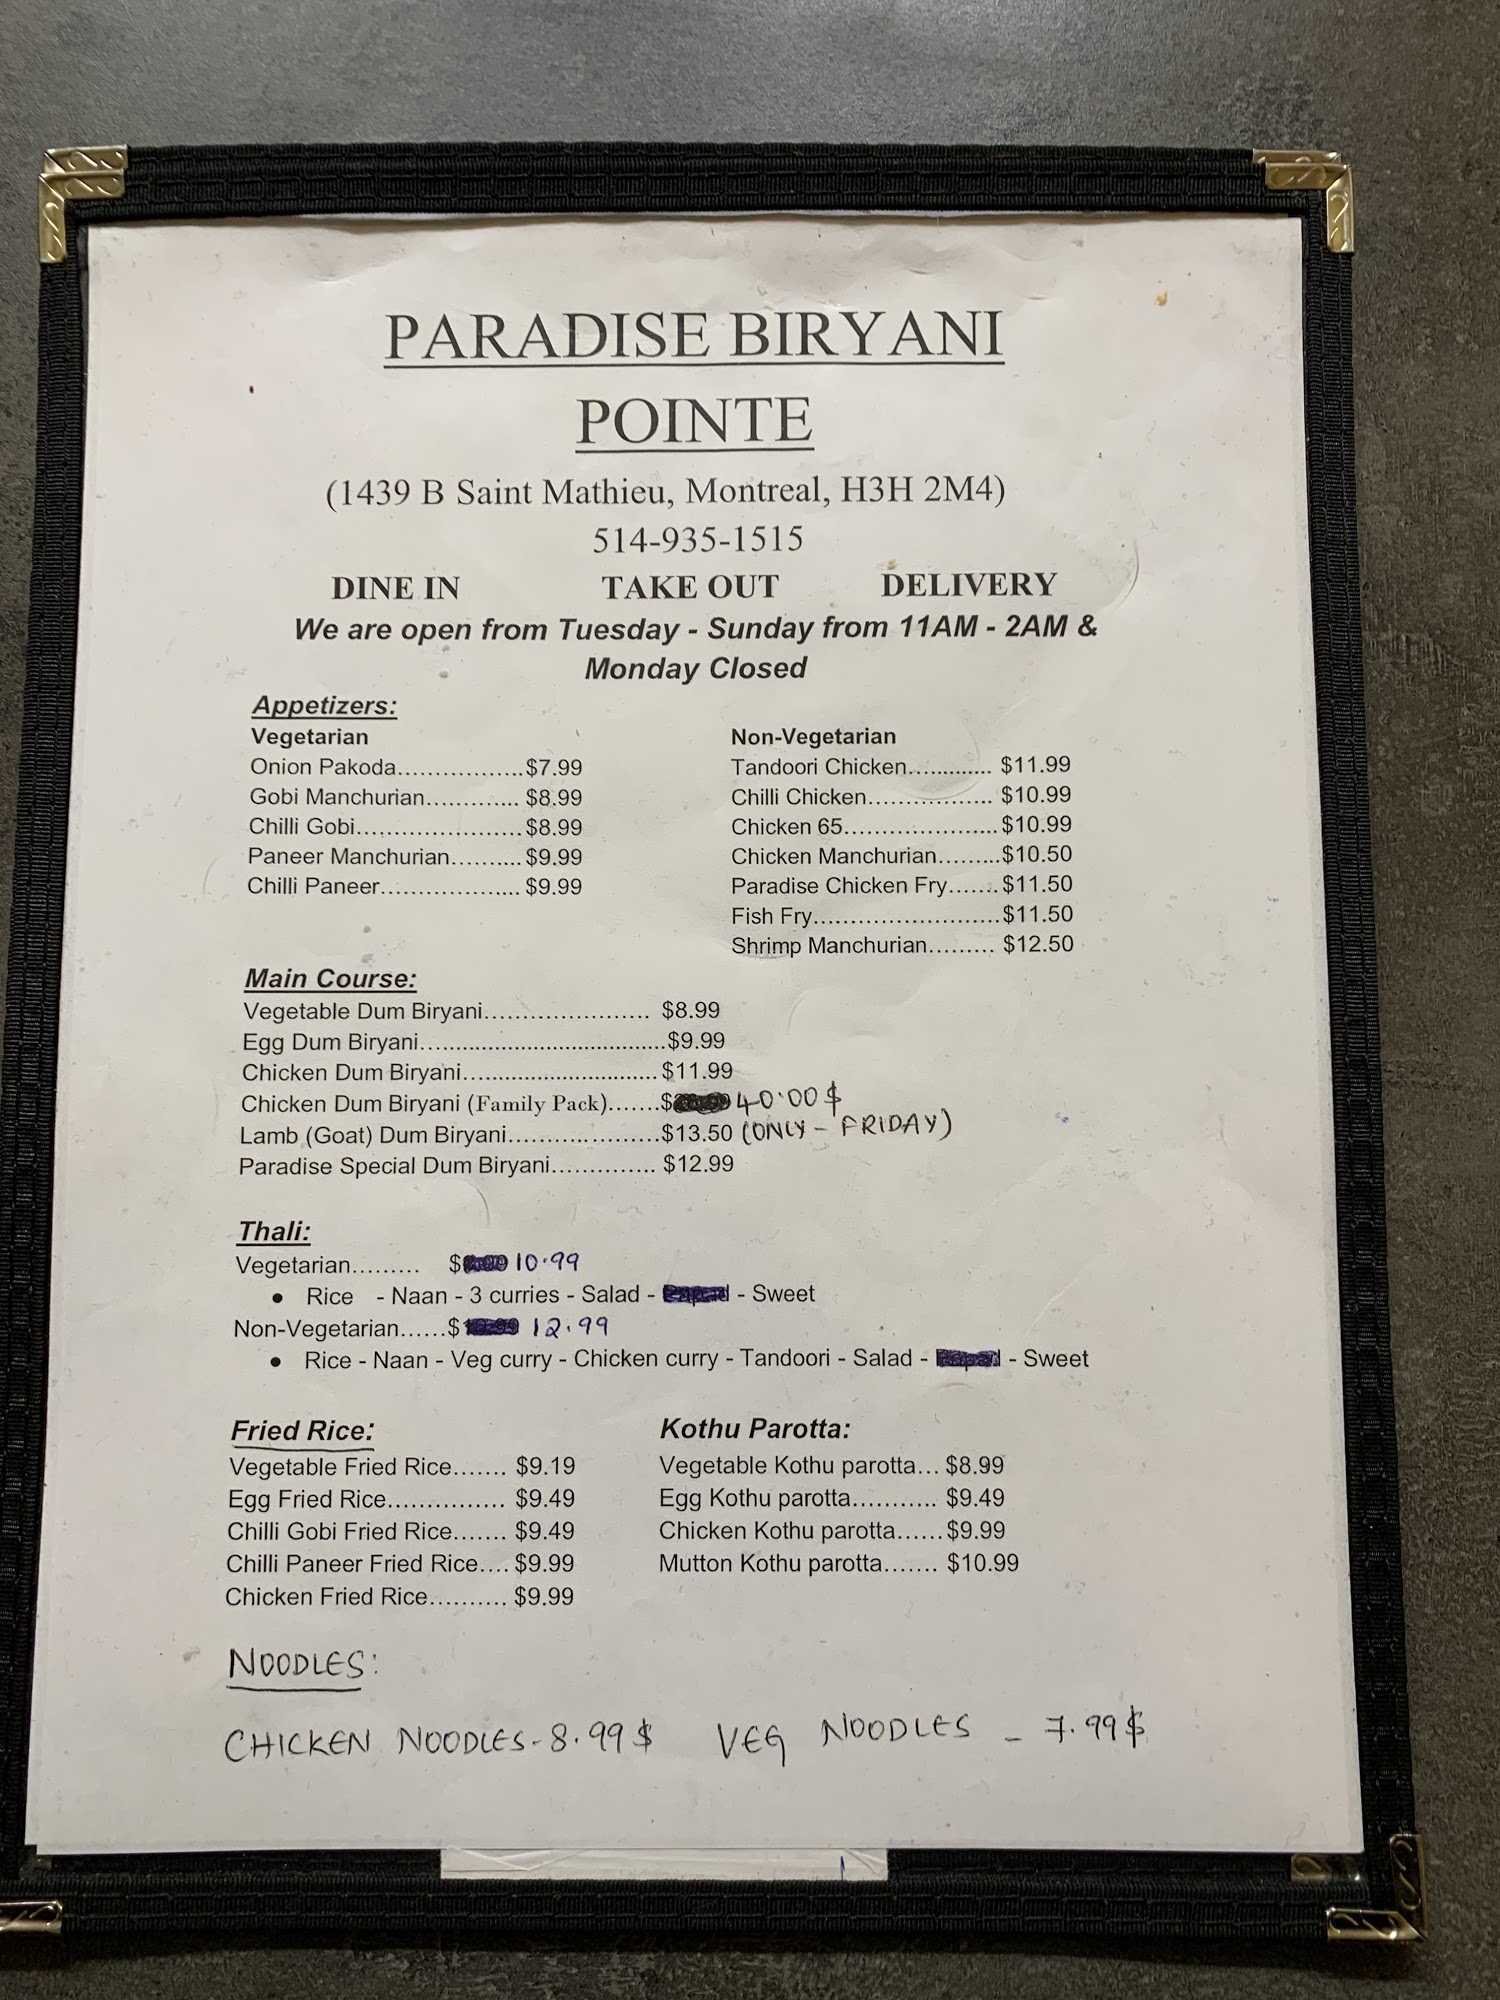 PARADISE BIRYANI
POINTE
(1439 B Saint Mathieu, Montreal, H3H 2M4)
514-935-1515
DINE IN TAKE OUT DELIVERY
We are open from Tuesday - Sunday from 11AM - 2AM &
Monday Closed
Appetizers:
Vegetarian
Onion Pakoda..................$7.99
Gobi Manchurian............. $8.99
Chilli Gobi........................$8.99
Paneer Manchurian.......... $9.99
Chilli Paneer.................... $9.99
Non-Vegetarian
Tandoori Chicken............ $11.99
Chilli Chicken.................. $10.99
Chicken 65......................$10.99
Chicken Manchurian.........$10.50
Paradise Chicken Fry.......$11.50
Fish Fry...........................$11.50
Shrimp Manchurian......... $12.50
Main Course:
Vegetable Dum Biryani....................... $8.99
Egg Dum Biryani.....................................$9.99
Chicken Dum Biryani.............................$11.99
Chicken Dum Biryani (Family Pack).......$ 40.00$
Lamb (Goat) Dum Biryani.....................$13.50 (ONLY - FRIDAY)
Paradise Special Dum Biryani.............. $12.99
Thali:
Vegetarian......... $ 10.99
• Rice - Naan - 3 curries - Salad - Papad - Sweet
Non-Vegetarian......$ 12.99
• Rice - Naan - Veg curry - Chicken curry - Tandoori - Salad - Papad - Sweet
Fried Rice:
Vegetable Fried Rice....... $9.19
Egg Fried Rice............... $9.49
Chilli Gobi Fried Rice....... $9.49
Chilli Paneer Fried Rice.... $9.99
Chicken Fried Rice.......... $9.99
Kothu Parotta:
Vegetable Kothu parotta... $8.99
Egg Kothu parotta........... $9.49
Chicken Kothu parotta...... $9.99
Mutton Kothu parotta....... $10.99
NOODLES:
CHICKEN NOODLES - 8.99$ VEG NOODLES - 7.99$